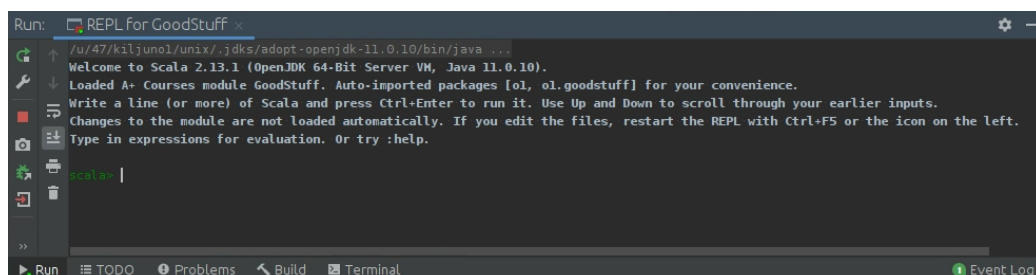 Run: REPL for GoodStuff ×
/u/47/kiljuno1/unix/.jdks/adopt-openjdk-11.0.10/bin/java ...
Welcome to Scala 2.13.1 (OpenJDK 64-Bit Server VM, Java 11.0.10).
Loaded A+ Courses module GoodStuff. Auto-imported packages [o1, o1.goodstuff] for your convenience.
Write a line (or more) of Scala and press Ctrl+Enter to run it. Use Up and Down to scroll through your earlier inputs.
Changes to the module are not loaded automatically. If you edit the files, restart the REPL with Ctrl+F5 or the icon on the left.
Type in expressions for evaluation. Or try :help.
scala>
Run TODO Problems Build Terminal 1 Event Log